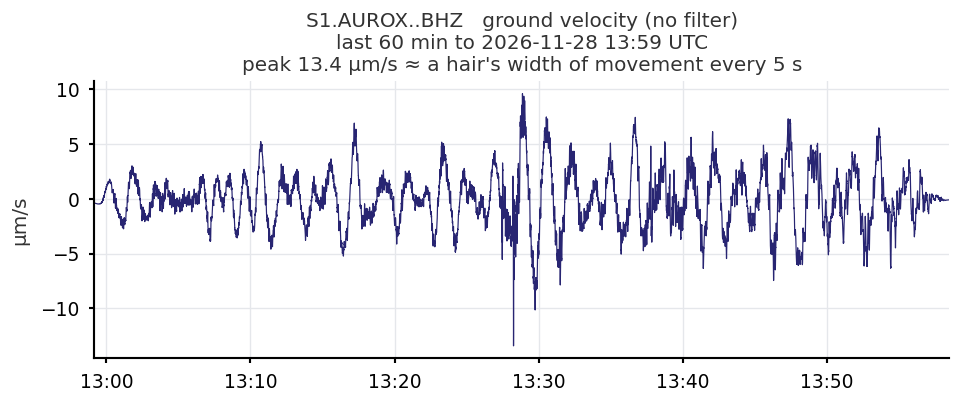 S1.AUROX..BHZ   ground velocity (no filter)
last 60 min to 2026-11-28 13:59 UTC
peak 13.4 µm/s ≈ a hair's width of movement every 5 s
10
5
0
−5
−10
µm/s
13:00 13:10 13:20 13:30 13:40 13:50